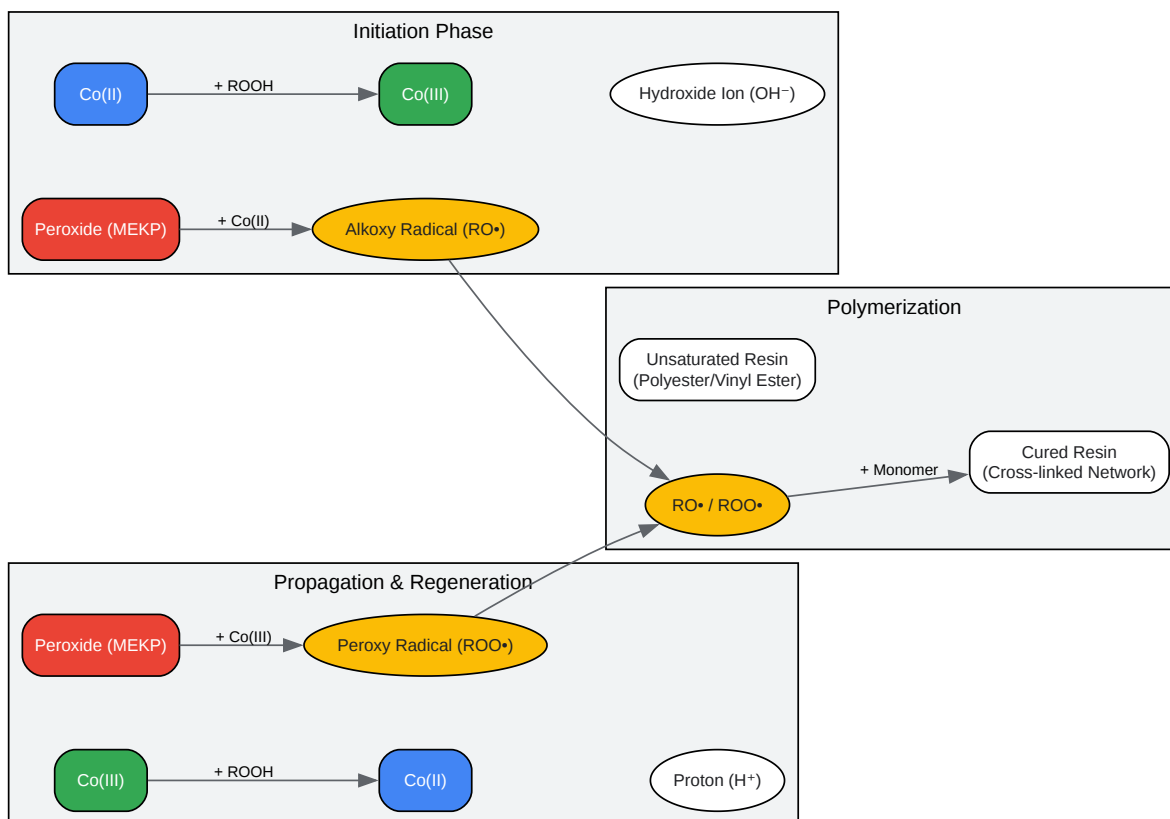 Initiation Phase
Co(II)
+ ROOH
Co(III)
Hydroxide Ion (OH⁻)
Peroxide (MEKP)
+ Co(II)
Alkoxy Radical (RO•)
Polymerization
Unsaturated Resin
(Polyester/Vinyl Ester)
RO• / ROO•
+ Monomer
Cured Resin
(Cross-linked Network)
Propagation & Regeneration
Peroxide (MEKP)
+ Co(III)
Peroxy Radical (ROO•)
Co(III)
+ ROOH
Co(II)
Proton (H⁺)